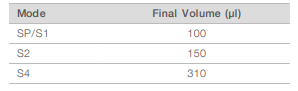 Mode Final Volume (µl)
SP/S1 100
S2 150
S4 310